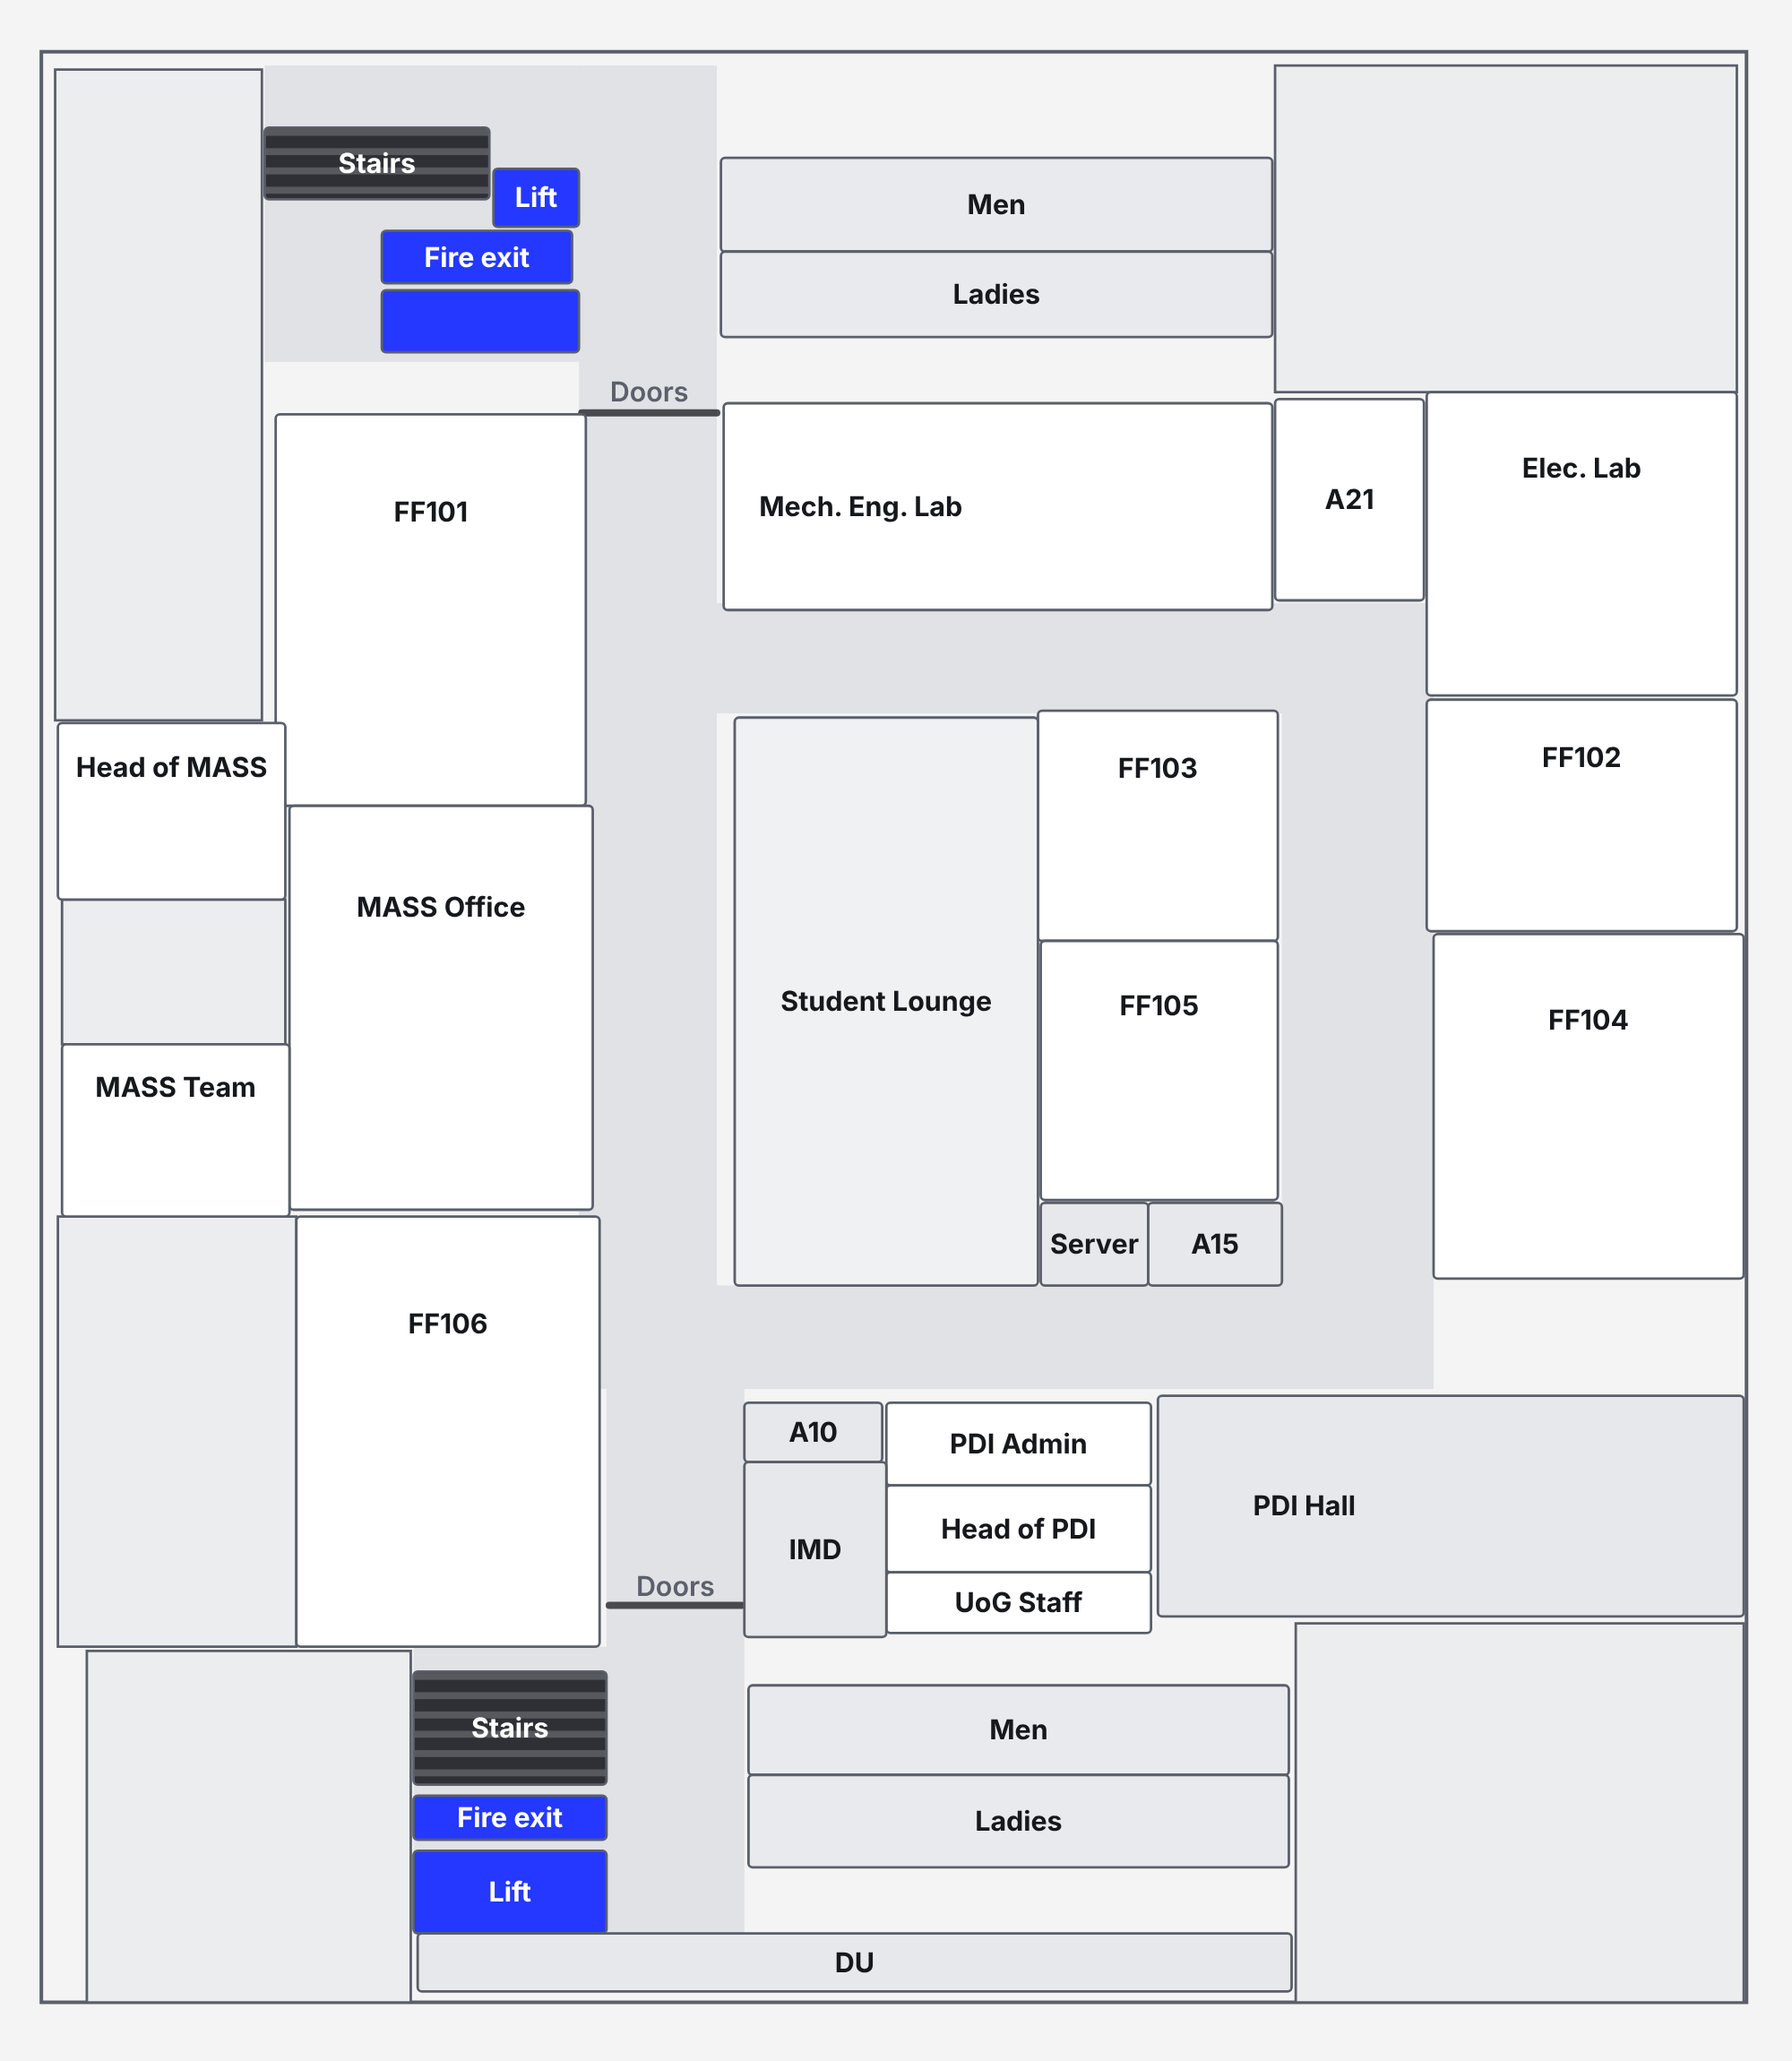 Stairs
Lift
Fire exit
Men
Ladies
Doors
FF101
Mech. Eng. Lab
A21
Elec. Lab
Head of MASS
FF103
FF102
MASS Office
Student Lounge
FF105
FF104
MASS Team
Server
A15
FF106
A10
PDI Admin
PDI Hall
Head of PDI
IMD
Doors
UoG Staff
Stairs
Men
Fire exit
Ladies
Lift
DU